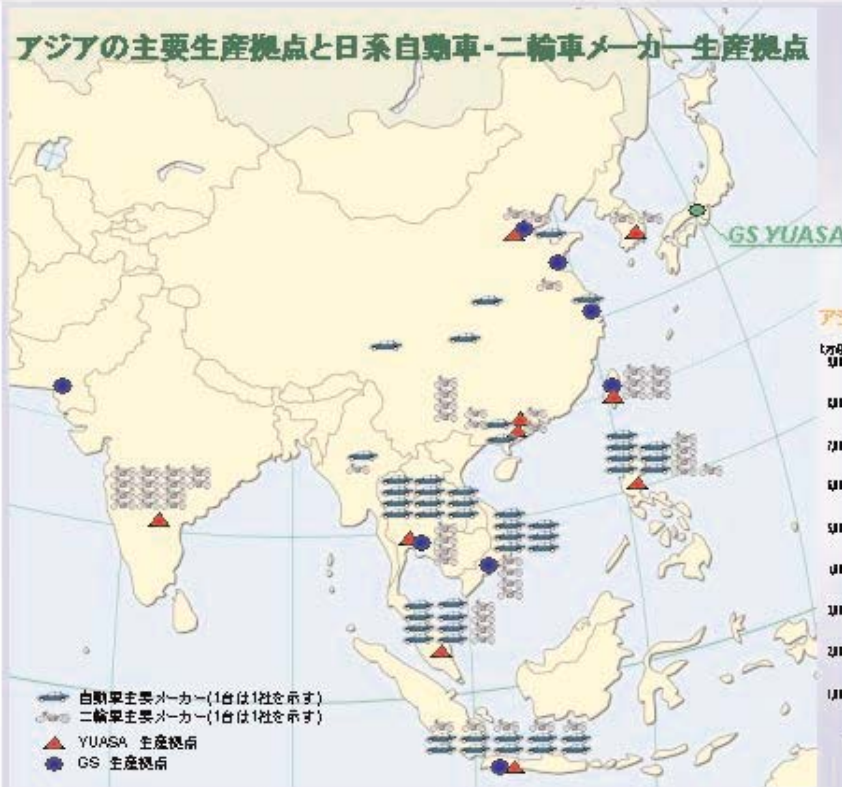 アジアの主要生産拠点と日系自動車・二輪車メーカー生産拠点
GS YUASA
自動車主要メーカー(1台は1社を示す)
二輪車主要メーカー(1台は1社を示す)
YUASA 生産拠点
GS 生産拠点